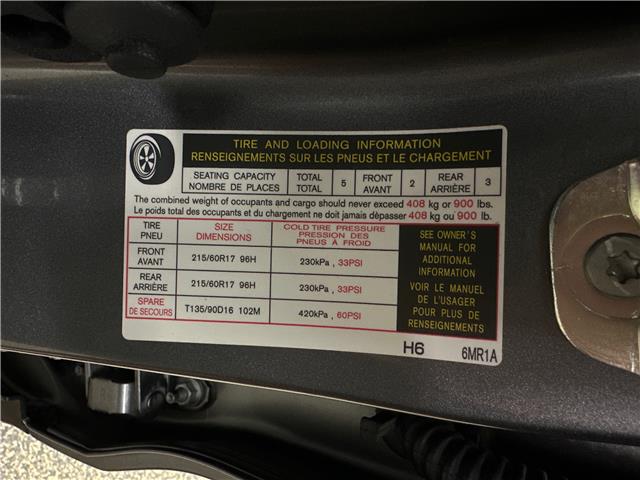 TIRE AND LOADING INFORMATION
RENSEIGNEMENTS SUR LES PNEUS ET LE CHARGEMENT
SEATING CAPACITY TOTAL 5 FRONT 2 REAR 3
NOMBRE DE PLACES TOTAL AVANT ARRIÈRE
The combined weight of occupants and cargo should never exceed 408 kg or 900 lbs.
Le poids total des occupants et du chargement ne doit jamais dépasser 408 kg ou 900 lb.
TIRE SIZE COLD TIRE PRESSURE
PNEU DIMENSIONS PRESSION DES
PNEUS À FROID
FRONT
AVANT 215/60R17 96H 230kPa , 33PSI
REAR
ARRIÈRE 215/60R17 96H 230kPa , 33PSI
SPARE
DE SECOURS T135/90D16 102M 420kPa , 60PSI
SEE OWNER'S
MANUAL FOR
ADDITIONAL
INFORMATION
VOIR LE MANUEL
DE L'USAGER
POUR PLUS DE
RENSEIGNEMENTS
H6 6MR1A